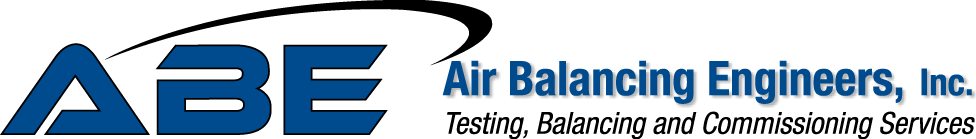 ABE
Air Balancing Engineers, Inc.
Testing, Balancing and Commissioning Services